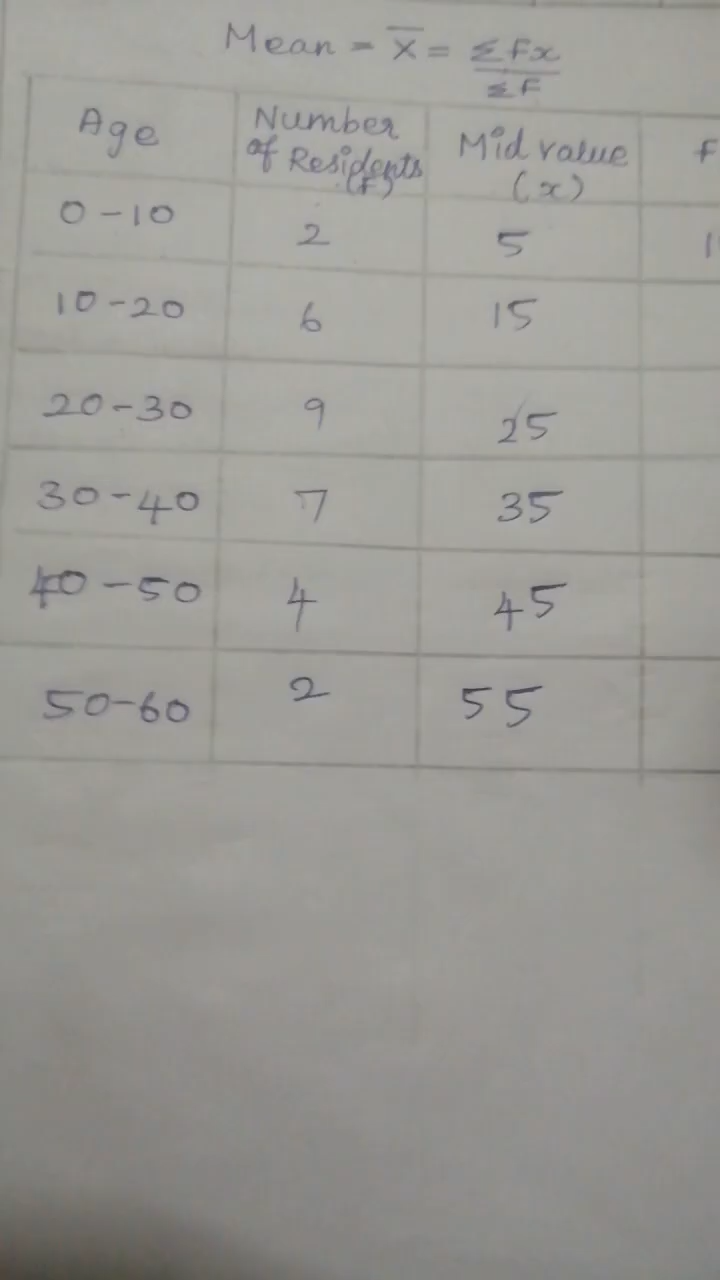 Mean = X̄ = ΣFx
ΣF
Age Number of Residents (F) Mid value (x) F
0-10 2 5 1
10-20 6 15
20-30 9 25
30-40 7 35
40-50 4 45
50-60 2 55